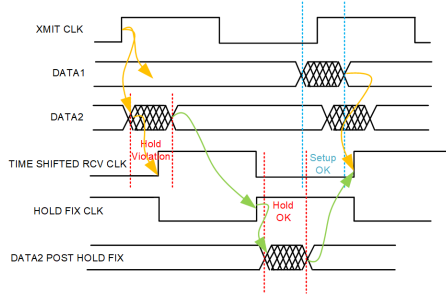 XMIT CLK
DATA1
DATA2
Hold
Violation
TIME SHIFTED RCV CLK
Setup
OK
HOLD FIX CLK
Hold
OK
DATA2 POST HOLD FIX